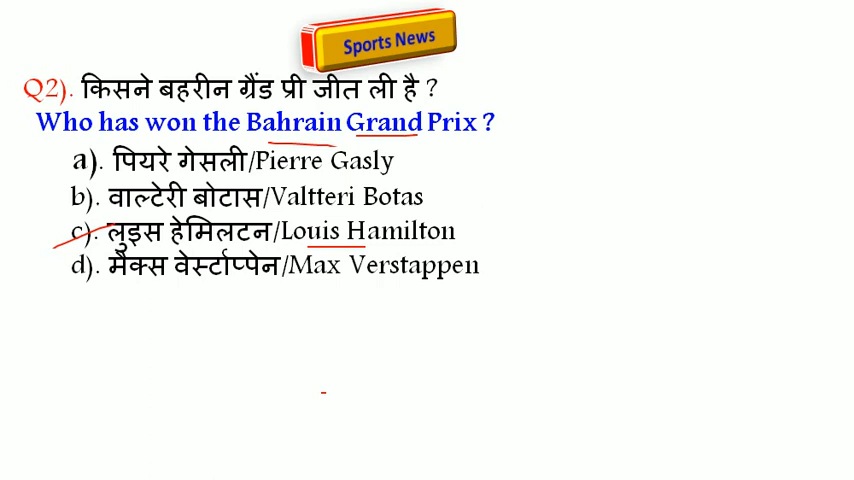 Sports News
Q2). किसने बहरीन ग्रैंड प्री जीत ली है ?
Who has won the Bahrain Grand Prix ?
a). पियरे गेसली/Pierre Gasly
b). वाल्टेरी बोटास/Valtteri Botas
c). लुइस हेमिलटन/Louis Hamilton
d). मैक्स वेर्स्टाप्पेन/Max Verstappen